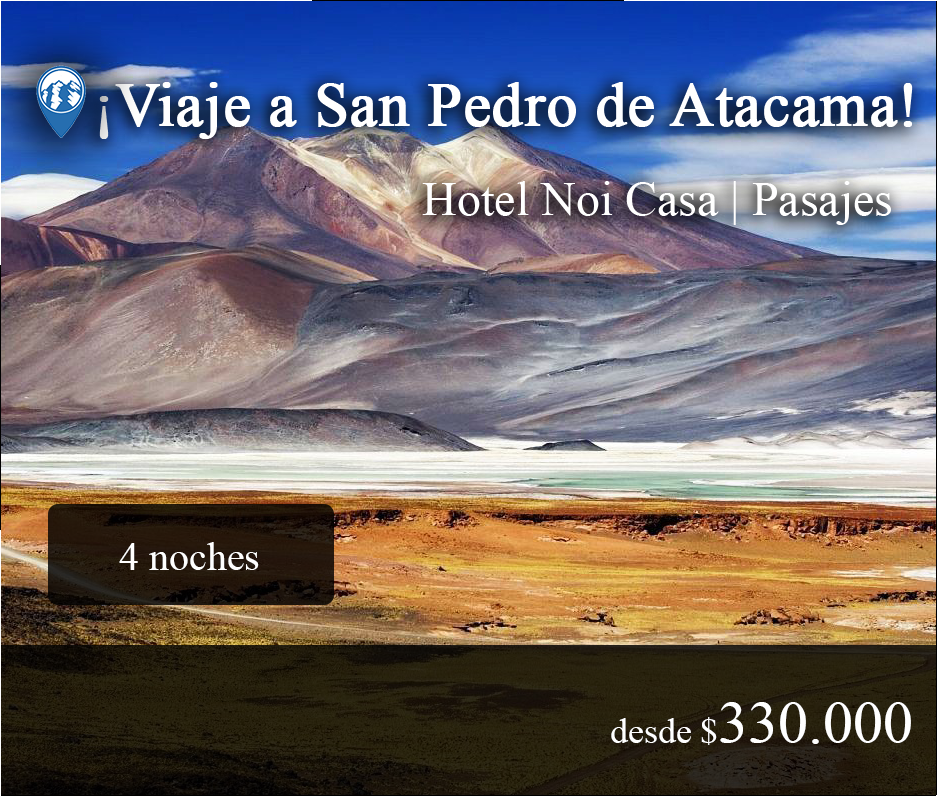 ¡Viaje a San Pedro de Atacama!
Hotel Noi Casa | Pasajes
4 noches
desde $330.000